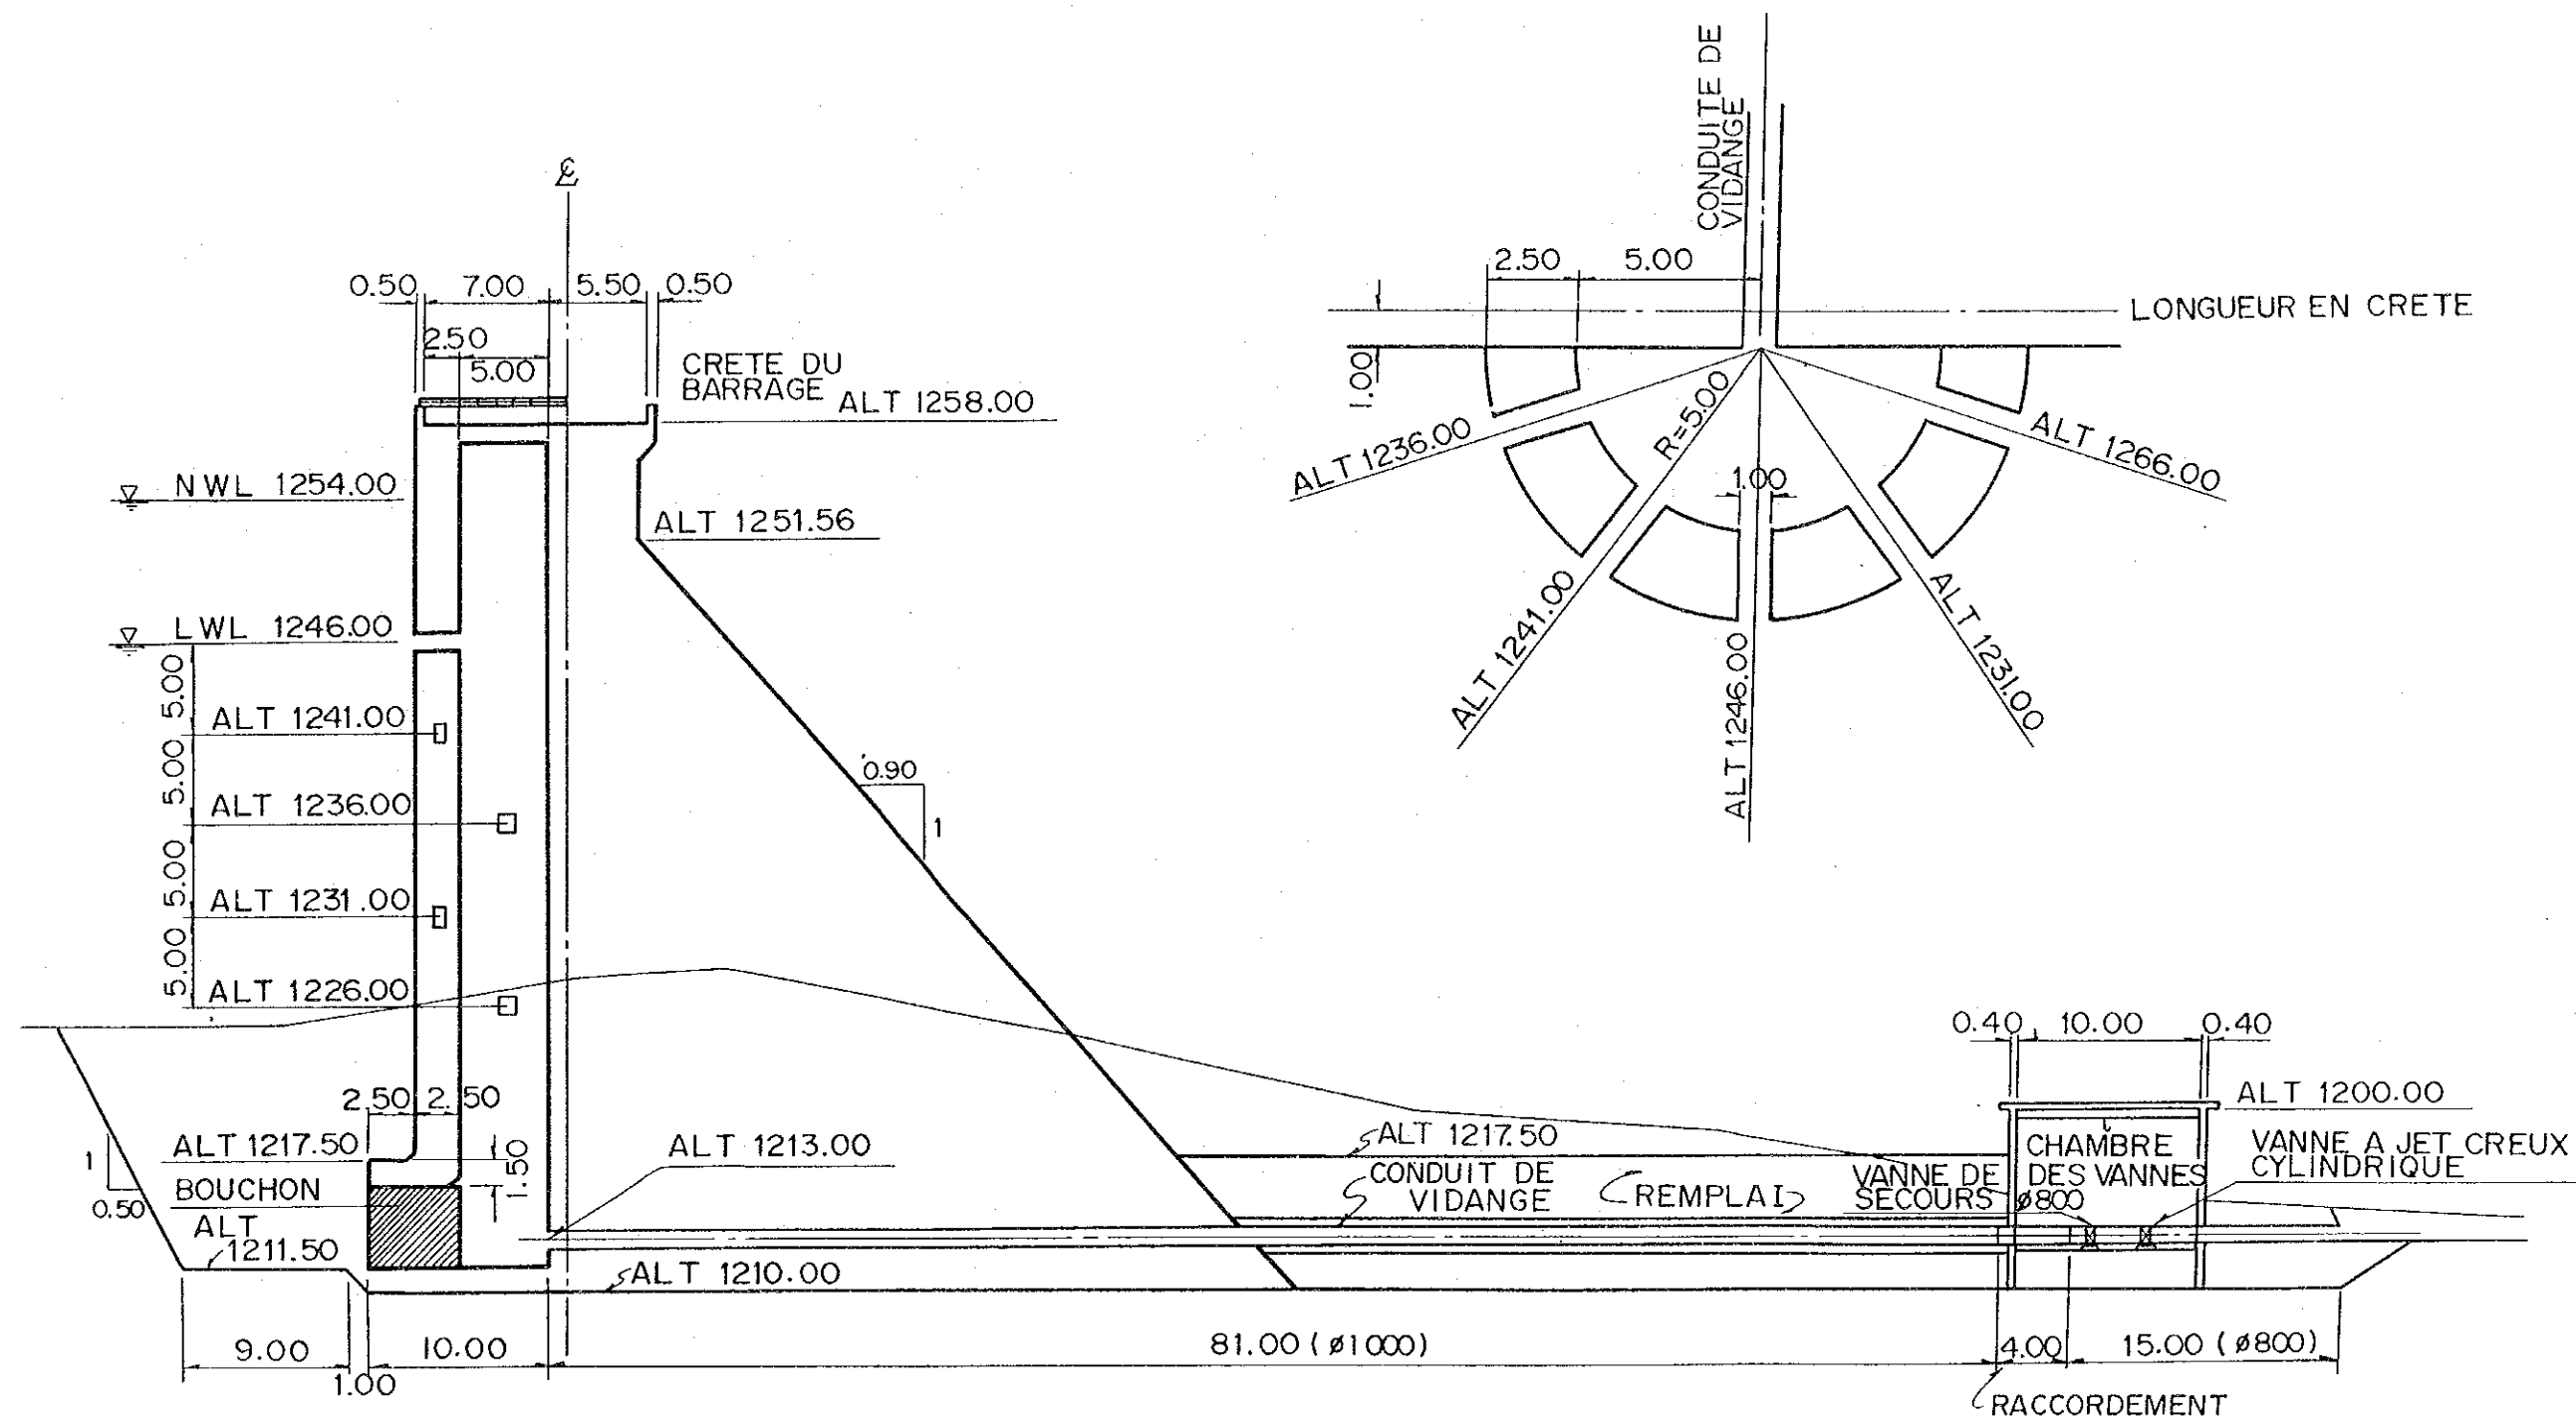 ℄
0.50 7.00 5.50 0.50
2.50
5.00
CRETE DU
BARRAGE
ALT 1258.00
NWL 1254.00
ALT 1251.56
LWL 1246.00
5.00
ALT 1241.00
5.00
ALT 1236.00
5.00
ALT 1231.00
5.00
ALT 1226.00
0.90
1
2.50 2.50
ALT 1217.50
1.50
BOUCHON
ALT
1211.50
1
0.50
ALT 1213.00
ALT 1210.00
ALT 1217.50
CONDUIT DE
VIDANGE
REMPLAI
VANNE DE
SECOURS
ø800
0.40 10.00 0.40
ALT 1200.00
CHAMBRE
DES VANNES
VANNE A JET CREUX
CYLINDRIQUE
9.00
1.00
10.00
81.00 (ø1000)
4.00
15.00 (ø800)
RACCORDEMENT
CONDUITE DE
VIDANGE
2.50 5.00
LONGUEUR EN CRETE
1.00
R=5.00
1.00
ALT 1236.00
ALT 1241.00
ALT 1246.00
ALT 1231.00
ALT 1266.00